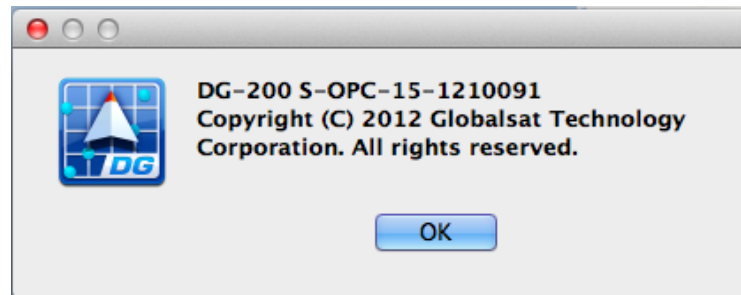 DG-200 S-OPC-15-1210091
Copyright (C) 2012 Globalsat Technology
Corporation. All rights reserved.
DG
OK